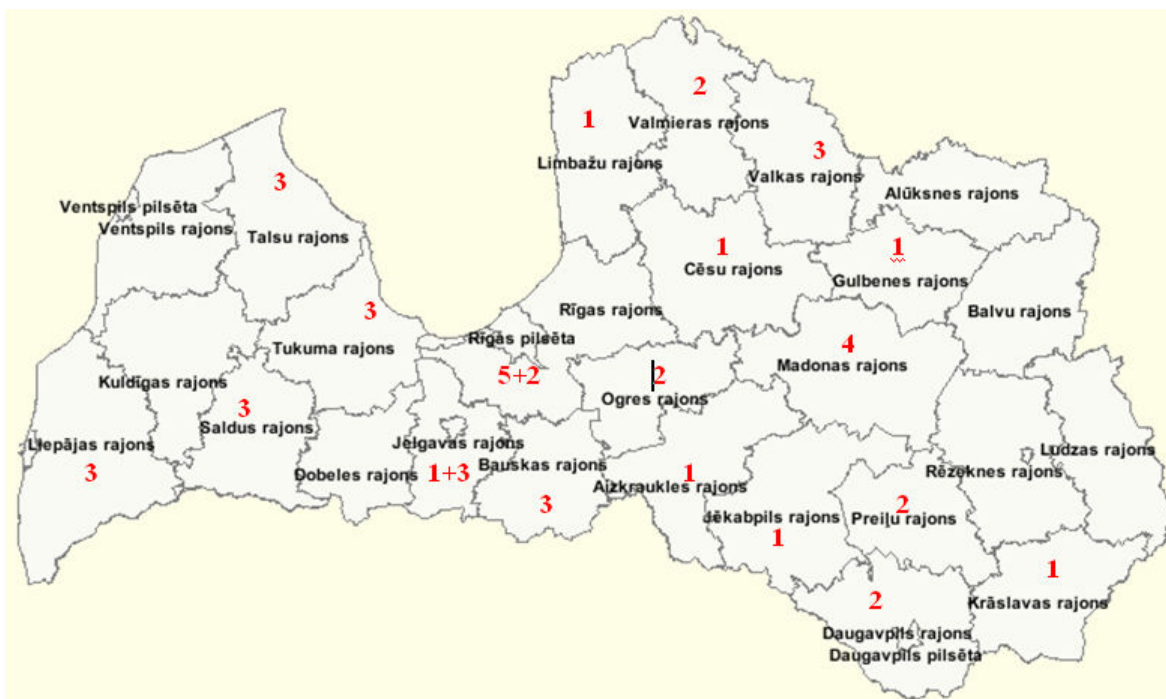 2
Valmieras rajons
1
Limbažu rajons
3
Valkas rajons
Alūksnes rajons
3
Talsu rajons
Ventspils pilsēta
Ventspils rajons
1
Cēsu rajons
1
Gulbenes rajons
Balvu rajons
Rīgas rajons
Rīgas pilsēta
5+2
3
Tukuma rajons
4
Madonas rajons
2
Ogres rajons
Kuldīgas rajons
3
Saldus rajons
Liepājas rajons
3
Dobeles rajons
Jelgavas rajons
1+3
Bauskas rajons
3
1
Aizkraukles rajons
Jēkabpils rajons
1
2
Preiļu rajons
Rēzeknes rajons
Ludzas rajons
1
Krāslavas rajons
2
Daugavpils rajons
Daugavpils pilsēta